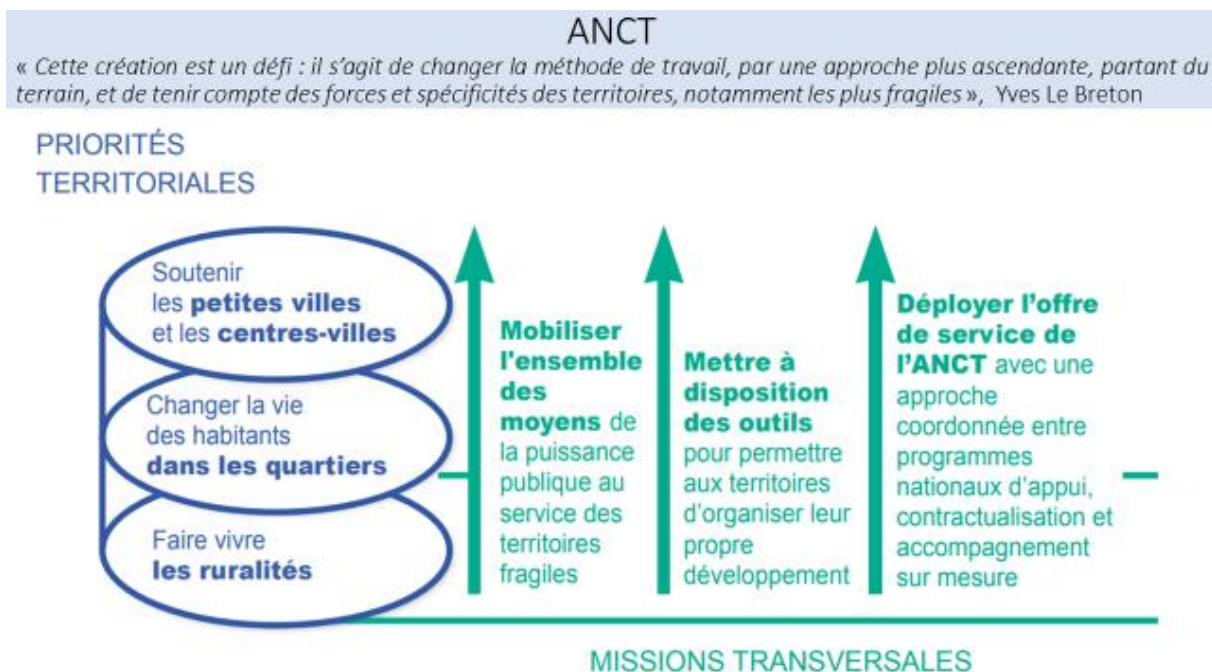 ANCT
« Cette création est un défi : il s’agit de changer la méthode de travail, par une approche plus ascendante, partant du
terrain, et de tenir compte des forces et spécificités des territoires, notamment les plus fragiles », Yves Le Breton
PRIORITÉS
TERRITORIALES
Soutenir
les petites villes
et les centres-villes
Changer la vie
des habitants
dans les quartiers
Faire vivre
les ruralités
Mobiliser
l'ensemble
des
moyens de
la puissance
publique au
service des
territoires
fragiles
Mettre à
disposition
des outils
pour permettre
aux territoires
d’organiser leur
propre
développement
Déployer l’offre
de service de
l’ANCT avec une
approche
coordonnée entre
programmes
nationaux d’appui,
contractualisation et
accompagnement
sur mesure
MISSIONS TRANSVERSALES